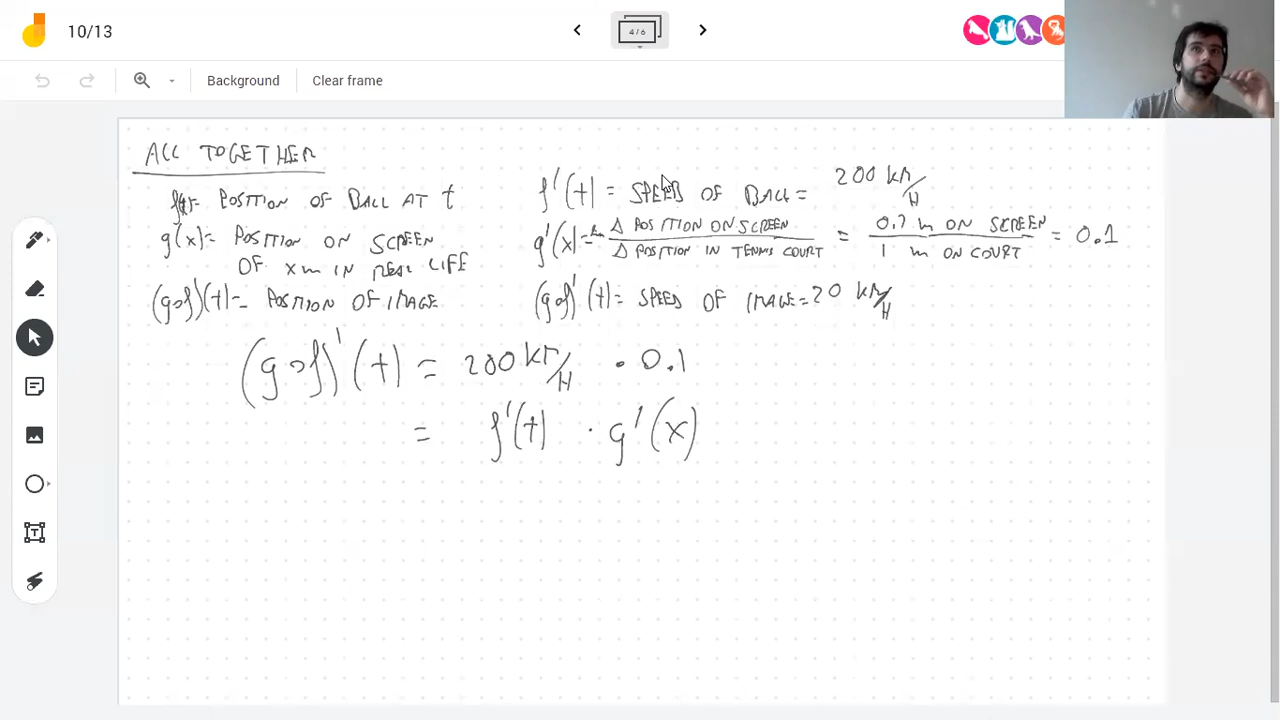 10/13
4/6
Background
Clear frame
ALL TOGETHER
f(t)= POSITION OF BALL AT t
g(x)= POSITION ON SCREEN
OF x m IN REAL LIFE
(g∘f)(t)= POSITION OF IMAGE
f'(t)= SPEED OF BALL= 200 KM/H
g'(x)= Δ POSITION ON SCREEN / Δ POSITION IN TENNIS COURT = 0.1 m ON SCREEN / 1 m ON COURT = 0.1
(g∘f)'(t)= SPEED OF IMAGE=20 KM/H
(g∘f)'(t) = 200 KM/H · 0.1
= f'(t) · g'(x)